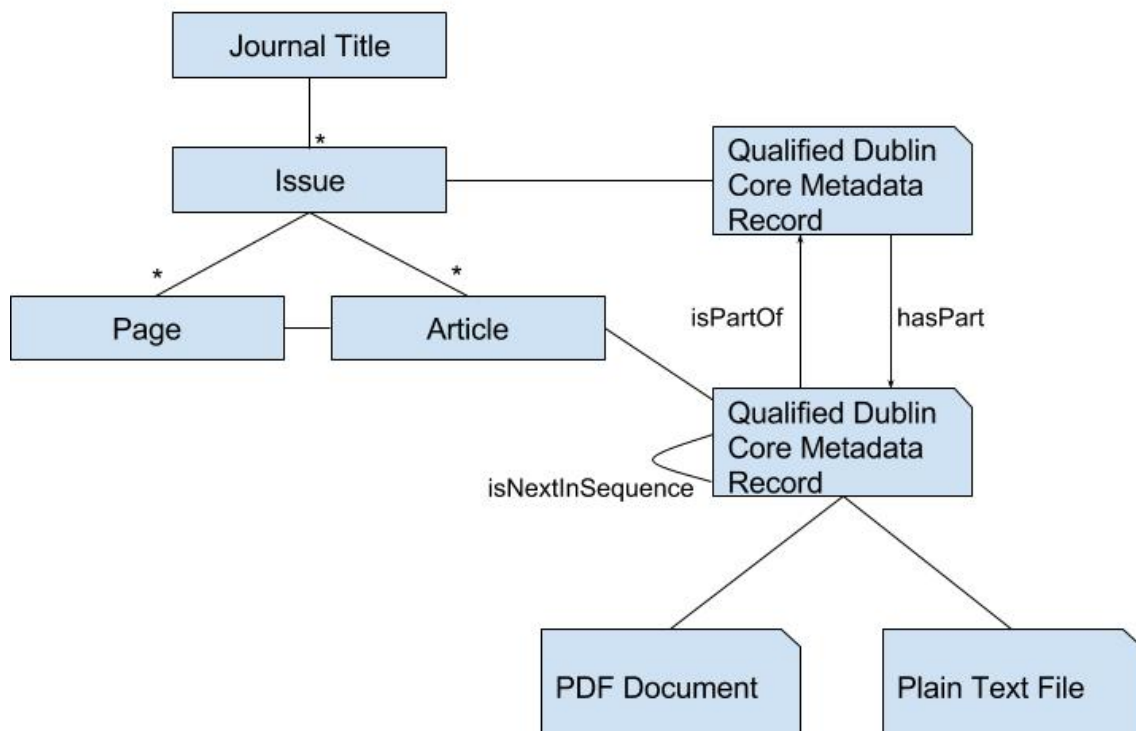 Journal Title
*
Issue
Qualified Dublin
Core Metadata
Record
*
*
Page
Article
isPartOf
hasPart
Qualified Dublin
Core Metadata
Record
isNextInSequence
PDF Document
Plain Text File